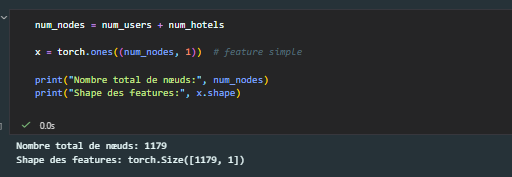 num_nodes = num_users + num_hotels
x = torch.ones((num_nodes, 1))  # feature simple
print("Nombre total de nœuds:", num_nodes)
print("Shape des features:", x.shape)
0.0s
Nombre total de nœuds: 1179
Shape des features: torch.Size([1179, 1])